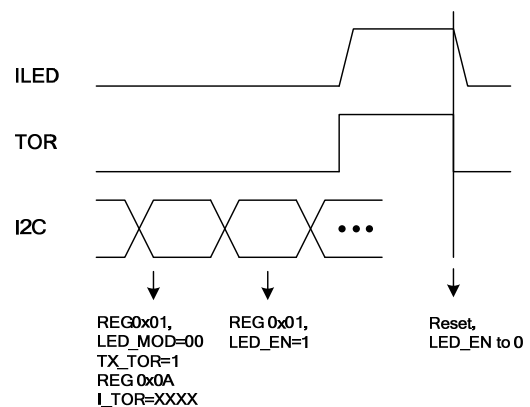 ILED
TOR
I2C
REG0x01,
LED_MOD=00
TX_TOR=1
REG 0x0A
I_TOR=XXXX
REG 0x01,
LED_EN=1
Reset,
LED_EN to 0